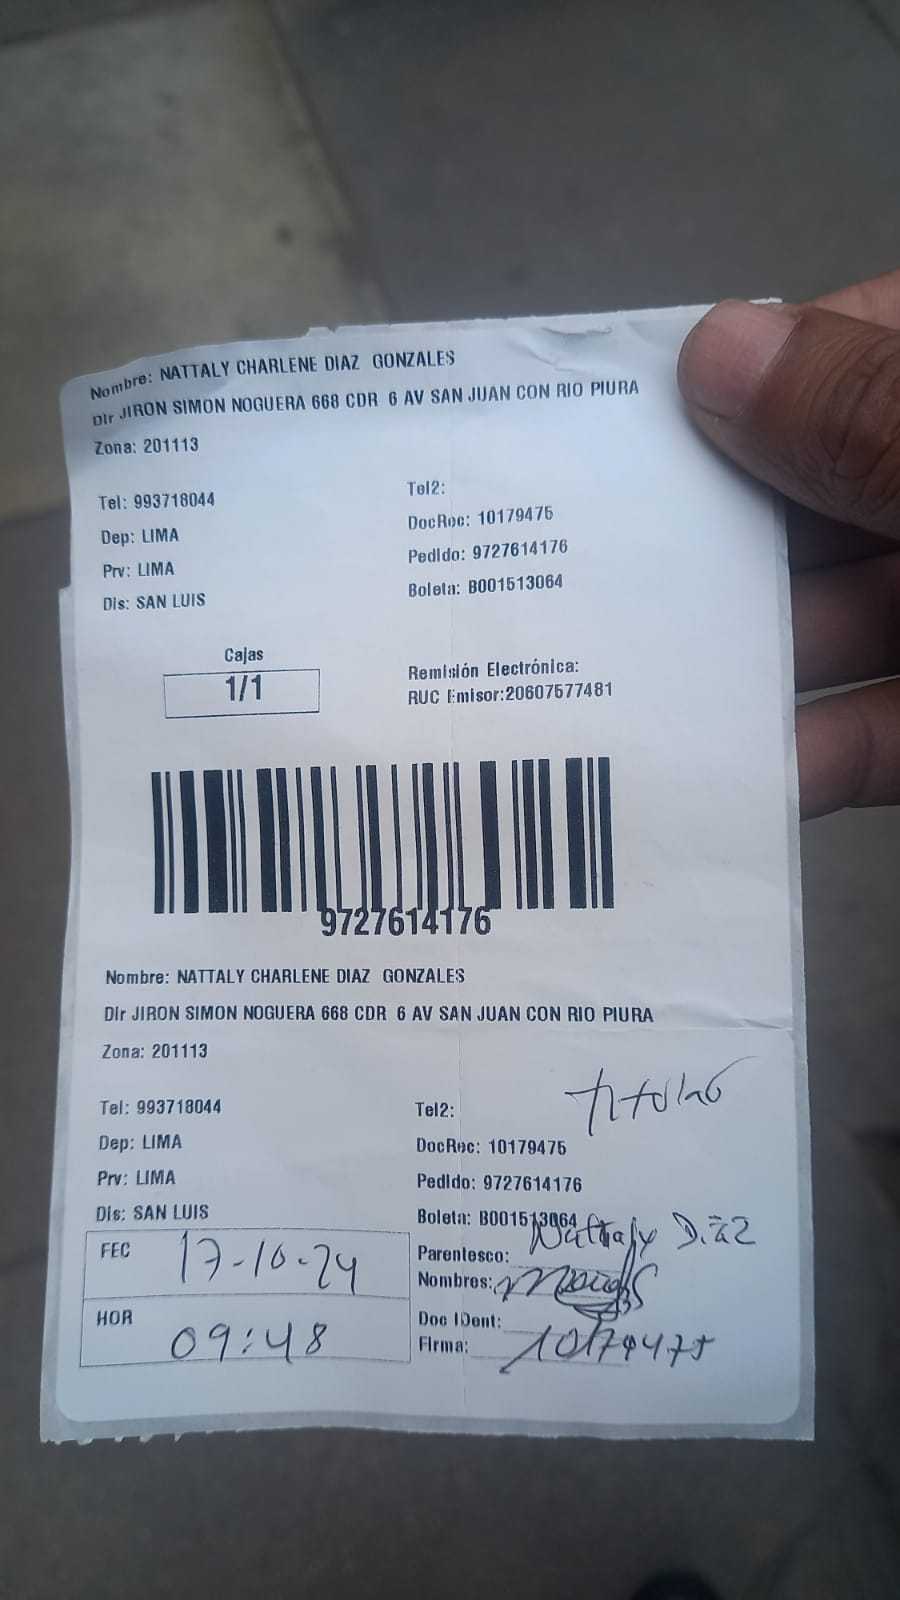 Nombre: NATTALY CHARLENE DIAZ GONZALES
Dir JIRON SIMON NOGUERA 668 CDR 6 AV SAN JUAN CON RIO PIURA
Zona: 201113
Tel: 993718044
Tel2:
Dep: LIMA
DocRec: 10179475
Prv: LIMA
Pedido: 9727614176
Dis: SAN LUIS
Boleta: B001513064
Cajas
1/1
Remisión Electrónica:
RUC Emisor:20607577481
9727614176
Nombre: NATTALY CHARLENE DIAZ GONZALES
Dir JIRON SIMON NOGUERA 668 CDR 6 AV SAN JUAN CON RIO PIURA
Zona: 201113
titular
Tel: 993718044
Tel2:
Dep: LIMA
DocRec: 10179475
Prv: LIMA
Pedido: 9727614176
Dis: SAN LUIS
Boleta: B001513064
FEC 17-10-24
Parentesco: Nattaly Diaz
Nombres:
HOR 09:48
Doc IDent:
Firma: 10179475